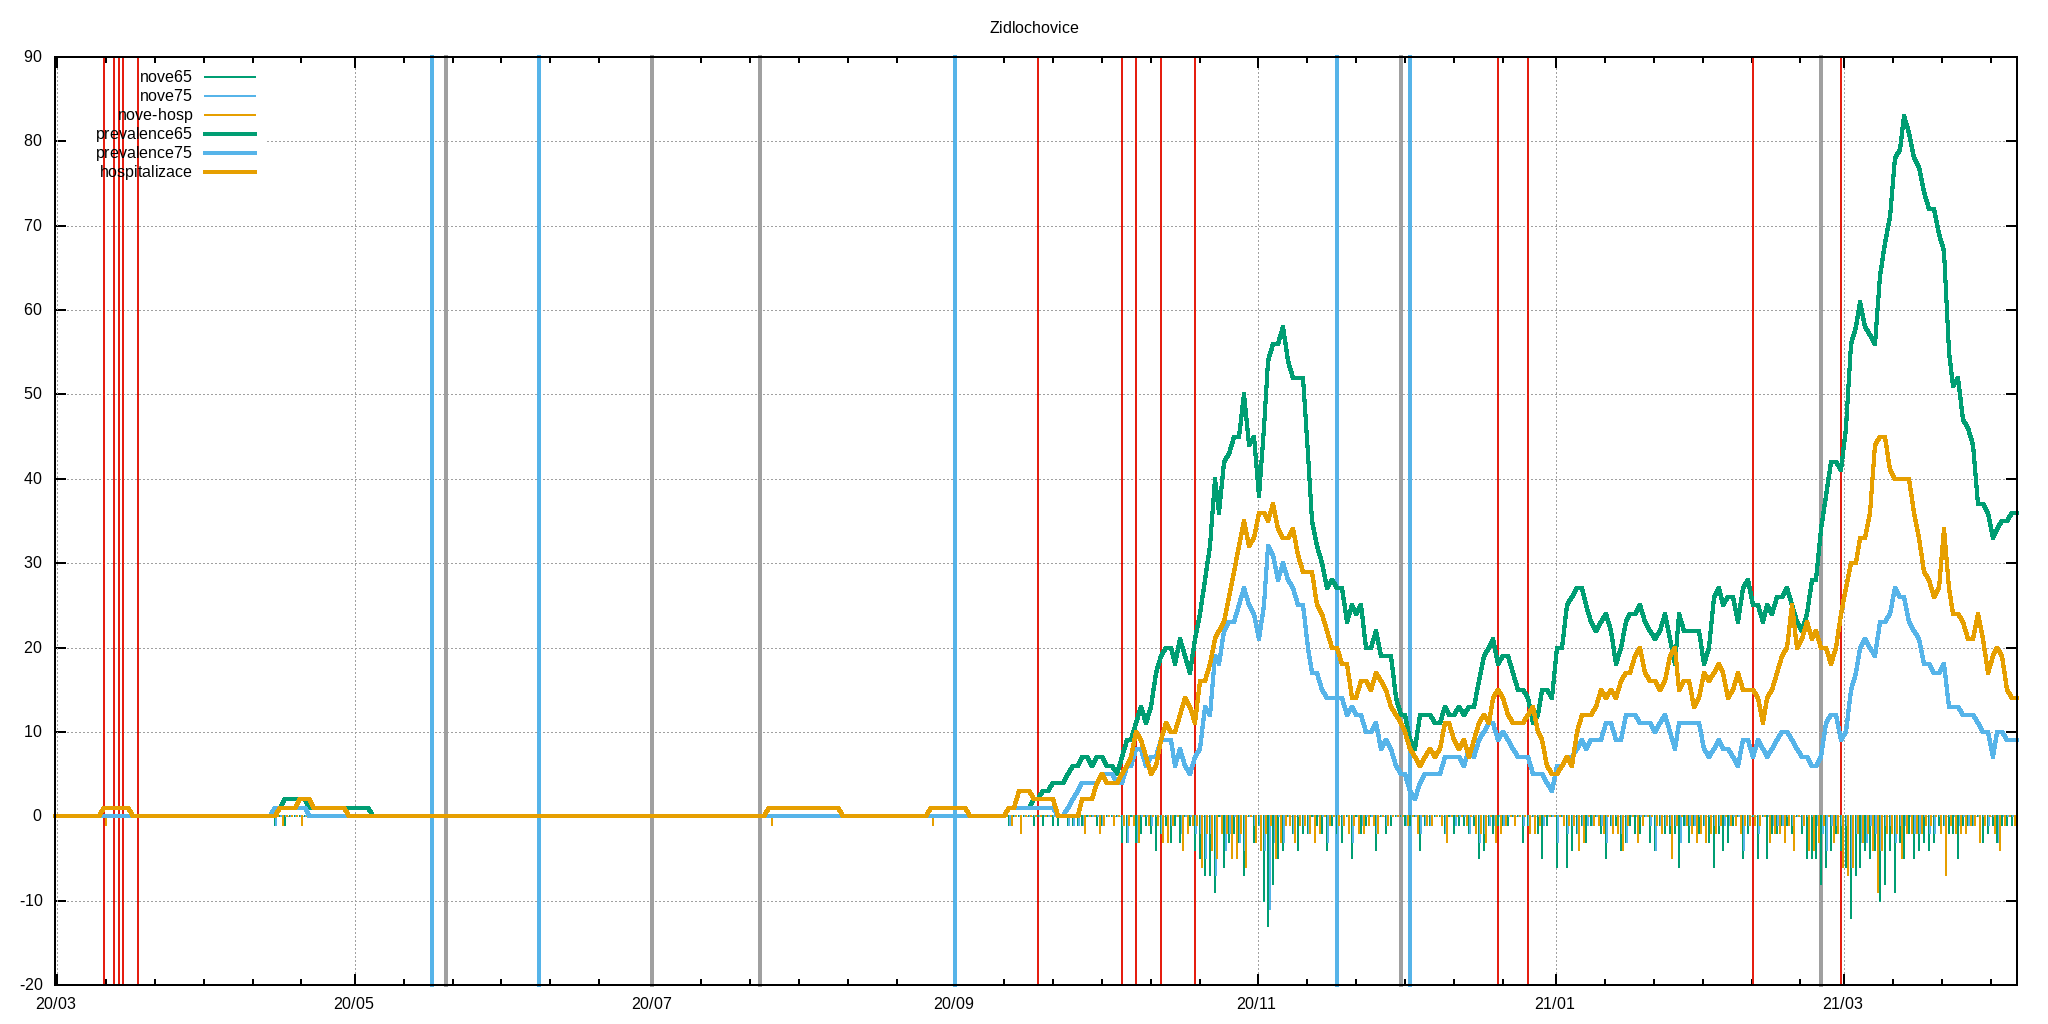 Zidlochovice
90
nove65
nove75
nove-hosp
prevalence65
prevalence75
hospitalizace
80
70
60
50
40
30
20
10
0
-10
-20
20/03 20/05 20/07 20/09 20/11 21/01 21/03